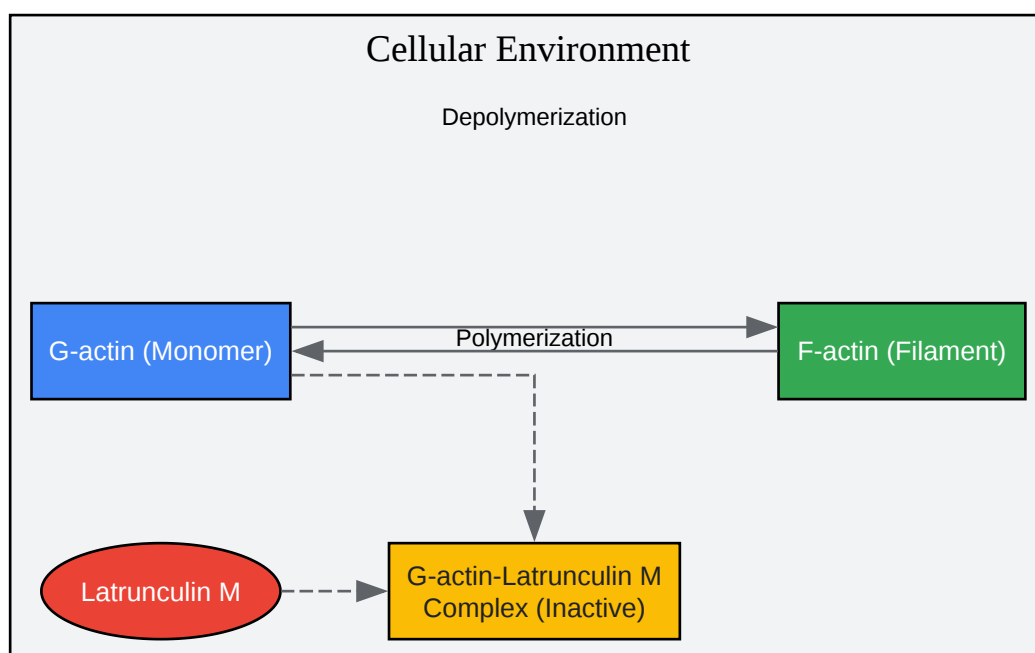 Cellular Environment
Depolymerization
G-actin (Monomer)
Polymerization
F-actin (Filament)
Latrunculin M
G-actin-Latrunculin M
Complex (Inactive)